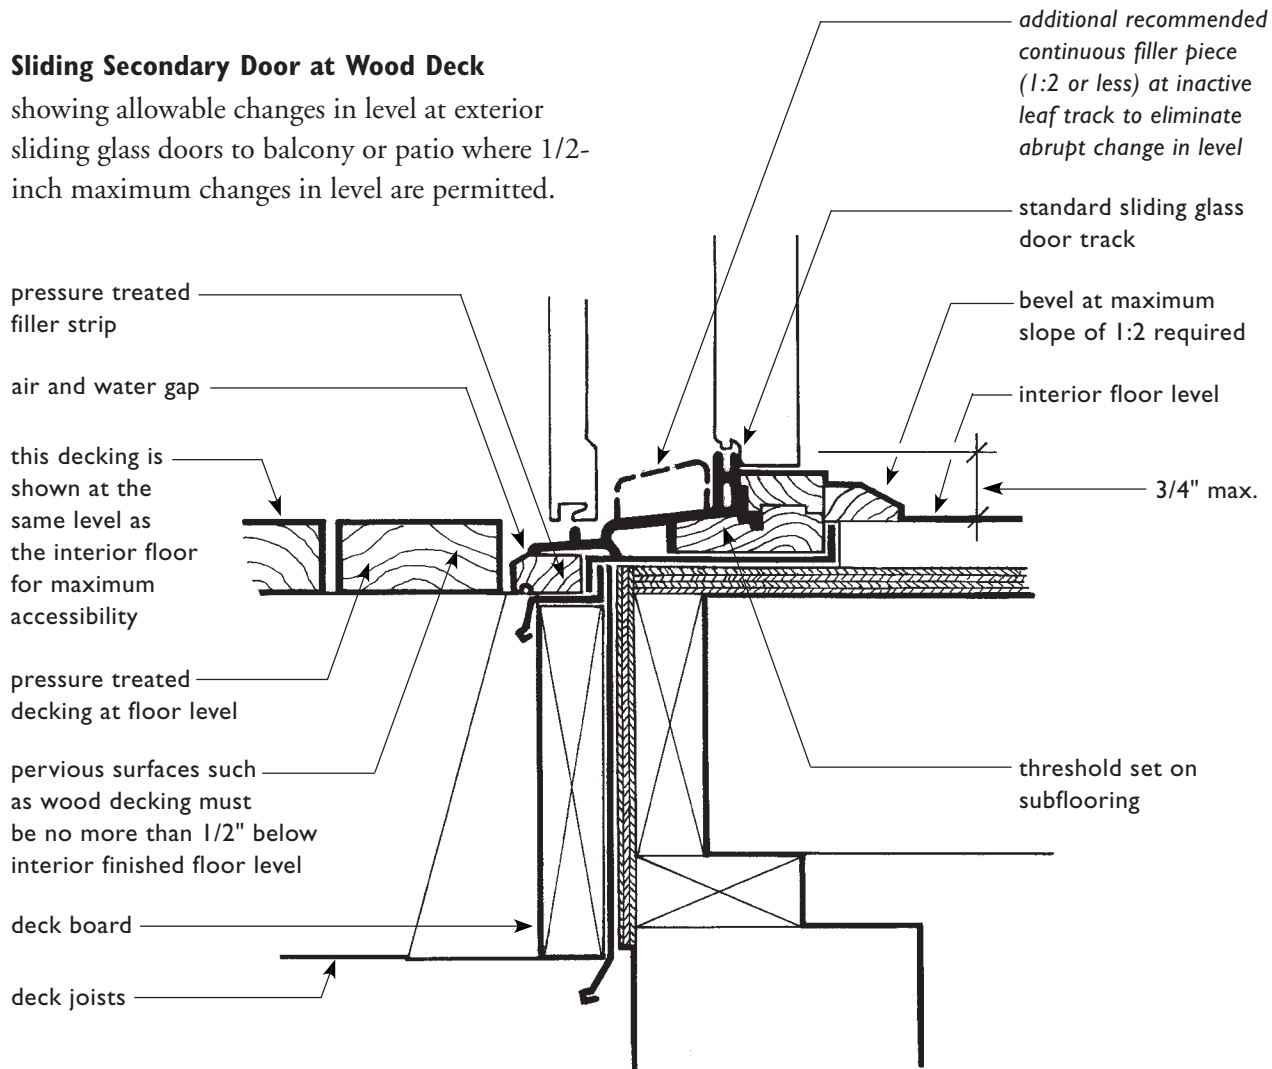 Sliding Secondary Door at Wood Deck
showing allowable changes in level at exterior
sliding glass doors to balcony or patio where 1/2-
inch maximum changes in level are permitted.
pressure treated
filler strip
air and water gap
this decking is
shown at the
same level as
the interior floor
for maximum
accessibility
pressure treated
decking at floor level
pervious surfaces such
as wood decking must
be no more than 1/2" below
interior finished floor level
deck board
deck joists
additional recommended
continuous filler piece
(1:2 or less) at inactive
leaf track to eliminate
abrupt change in level
standard sliding glass
door track
bevel at maximum
slope of 1:2 required
interior floor level
3/4" max.
threshold set on
subflooring